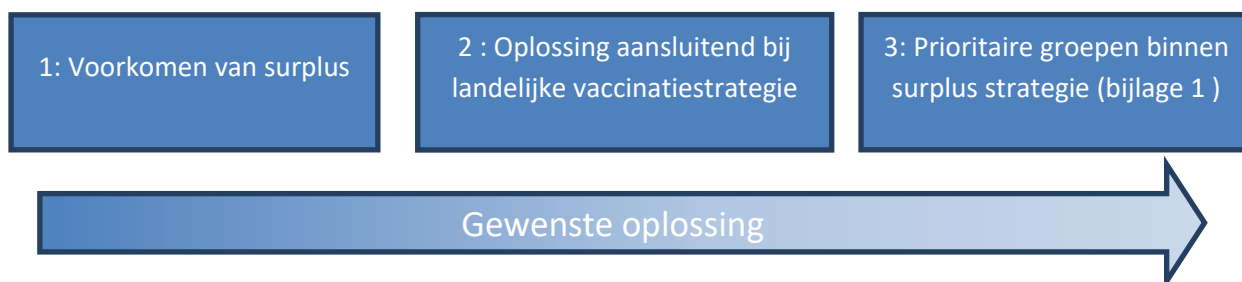 1: Voorkomen van surplus
2 : Oplossing aansluitend bij
landelijke vaccinatiestrategie
3: Prioritaire groepen binnen
surplus strategie (bijlage 1 )
Gewenste oplossing